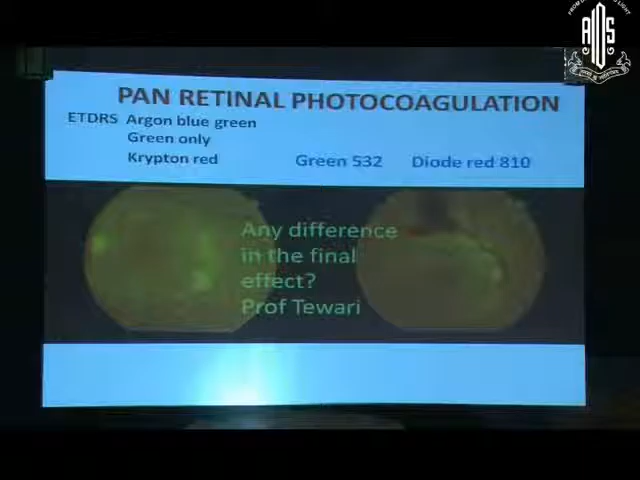 PAN RETINAL PHOTOCOAGULATION
ETDRS Argon blue green
Green only
Krypton red Green 532 Diode red 810
Any difference
in the final
effect?
Prof Tewari
AIOS